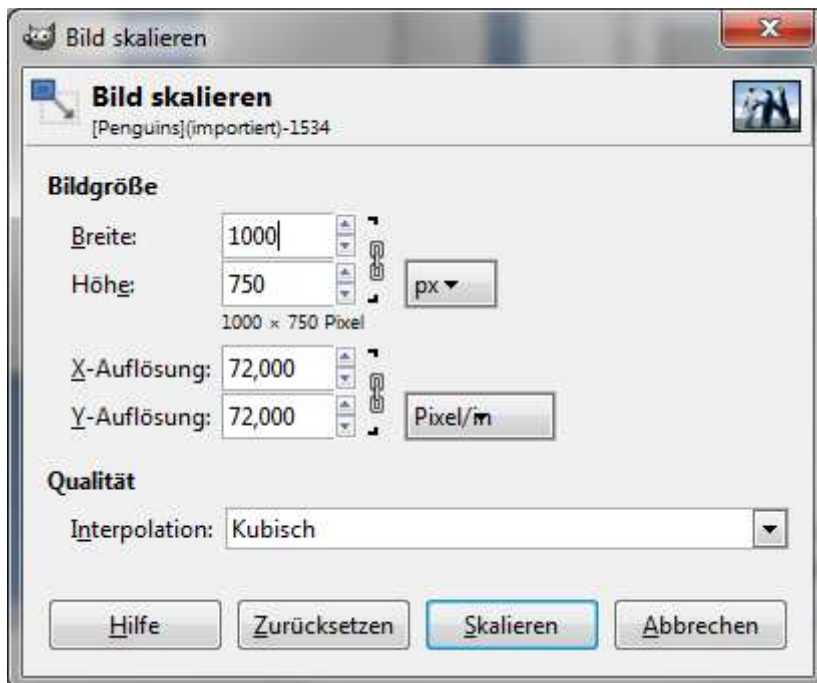 Bild skalieren
Bild skalieren
[Penguins](importiert)-1534
Bildgröße
Breite: 1000
Höhe: 750 px
1000 × 750 Pixel
X-Auflösung: 72,000
Y-Auflösung: 72,000 Pixel/in
Qualität
Interpolation: Kubisch
Hilfe Zurücksetzen Skalieren Abbrechen